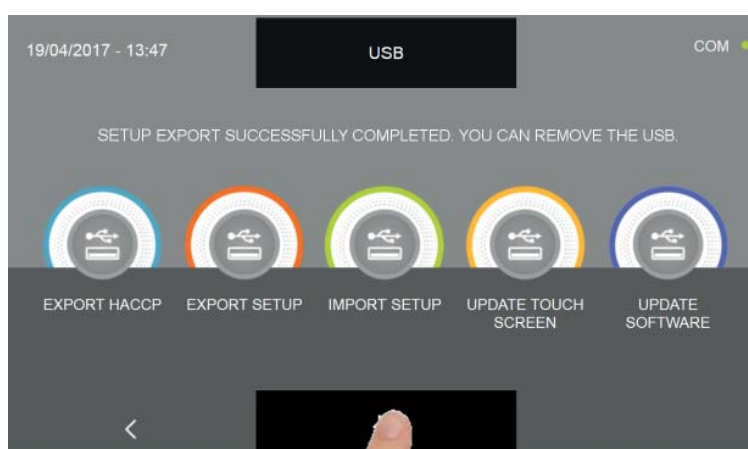 19/04/2017 - 13:47
USB
COM
SETUP EXPORT SUCCESSFULLY COMPLETED. YOU CAN REMOVE THE USB.
EXPORT HACCP
EXPORT SETUP
IMPORT SETUP
UPDATE TOUCH
SCREEN
UPDATE
SOFTWARE